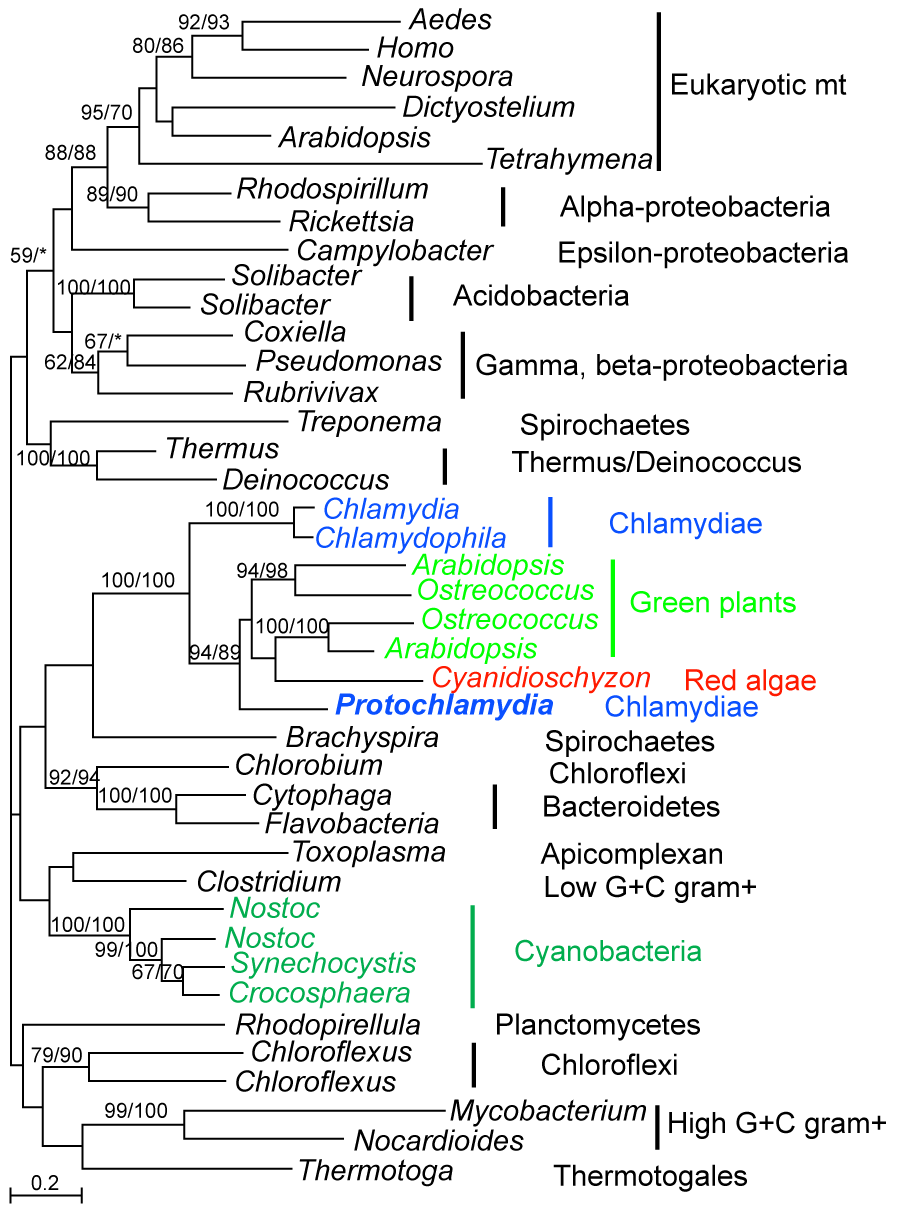 92/93
Aedes
80/86
Homo
Neurospora
Eukaryotic mt
95/70
Dictyostelium
Arabidopsis
88/88
Tetrahymena
89/90
Rhodospirillum
Alpha-proteobacteria
Rickettsia
59/*
Campylobacter
Epsilon-proteobacteria
100/100
Solibacter
Acidobacteria
Solibacter
Coxiella
67/*
62/84
Pseudomonas
Gamma, beta-proteobacteria
Rubrivivax
Treponema
Spirochaetes
100/100
Thermus
Thermus/Deinococcus
Deinococcus
100/100
Chlamydia
Chlamydiae
Chlamydophila
100/100
94/98
Arabidopsis
Ostreococcus
Green plants
100/100
Ostreococcus
94/89
Arabidopsis
Cyanidioschyzon
Red algae
Protochlamydia
Chlamydiae
Brachyspira
Spirochaetes
92/94
Chlorobium
Chloroflexi
100/100
Cytophaga
Bacteroidetes
Flavobacteria
Toxoplasma
Apicomplexan
Clostridium
Low G+C gram+
100/100
Nostoc
99/100
Nostoc
Cyanobacteria
67/70
Synechocystis
Crocosphaera
Rhodopirellula
Planctomycetes
79/90
Chloroflexus
Chloroflexi
Chloroflexus
99/100
Mycobacterium
High G+C gram+
Nocardioides
Thermotoga
Thermotogales
0.2